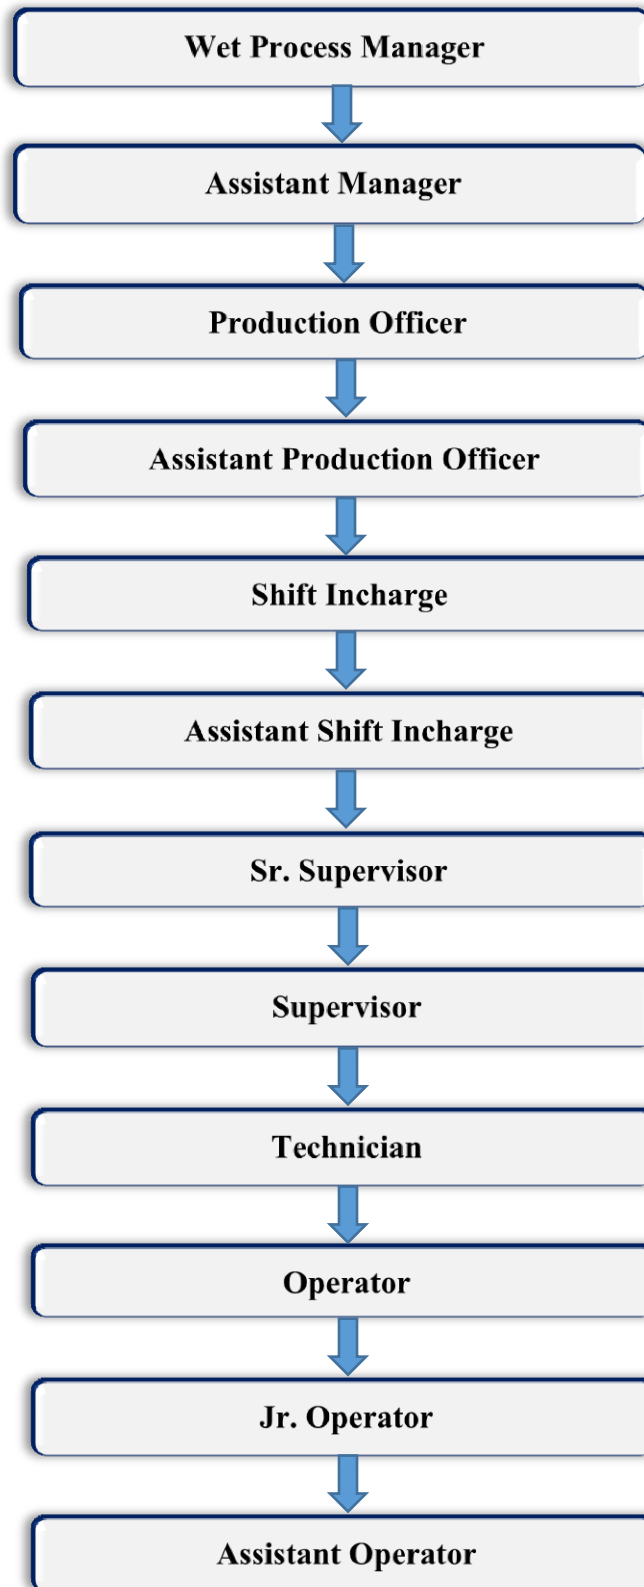 Wet Process Manager
Assistant Manager
Production Officer
Assistant Production Officer
Shift Incharge
Assistant Shift Incharge
Sr. Supervisor
Supervisor
Technician
Operator
Jr. Operator
Assistant Operator